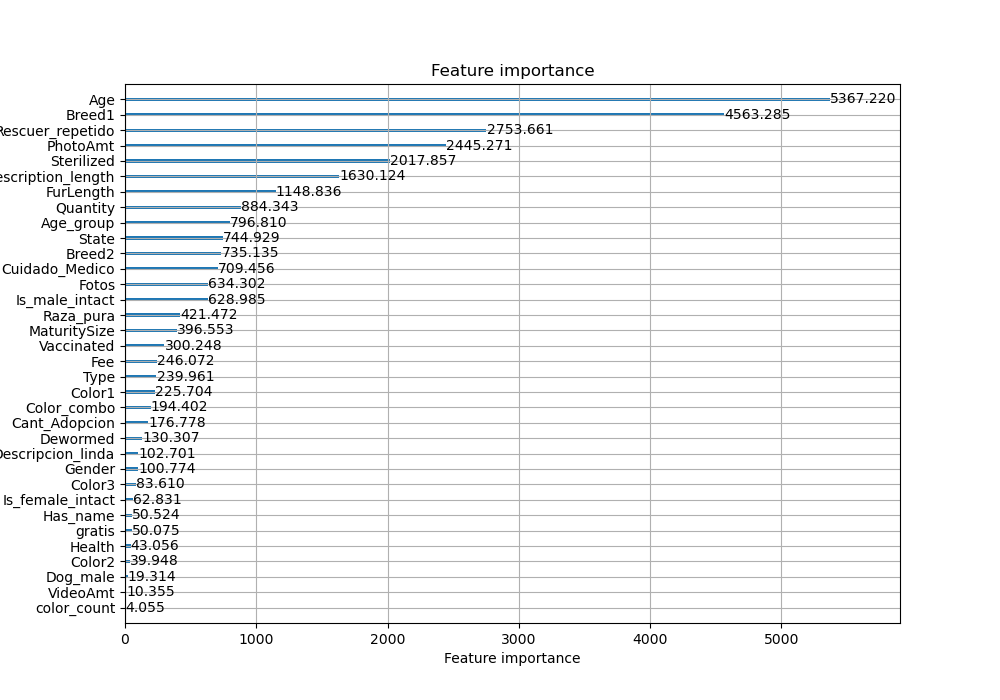 Feature importance
Age 5367.220
Breed1 4563.285
Rescuer_repetido 2753.661
PhotoAmt 2445.271
Sterilized 2017.857
escription_length 1630.124
FurLength 1148.836
Quantity 884.343
Age_group 796.810
State 744.929
Breed2 735.135
Cuidado_Medico 709.456
Fotos 634.302
Is_male_intact 628.985
Raza_pura 421.472
MaturitySize 396.553
Vaccinated 300.248
Fee 246.072
Type 239.961
Color1 225.704
Color_combo 194.402
Cant_Adopcion 176.778
Dewormed 130.307
Descripcion_linda 102.701
Gender 100.774
Color3 83.610
Is_female_intact 62.831
Has_name 50.524
gratis 50.075
Health 43.056
Color2 39.948
Dog_male 19.314
VideoAmt 10.355
color_count 4.055
0 1000 2000 3000 4000 5000
Feature importance